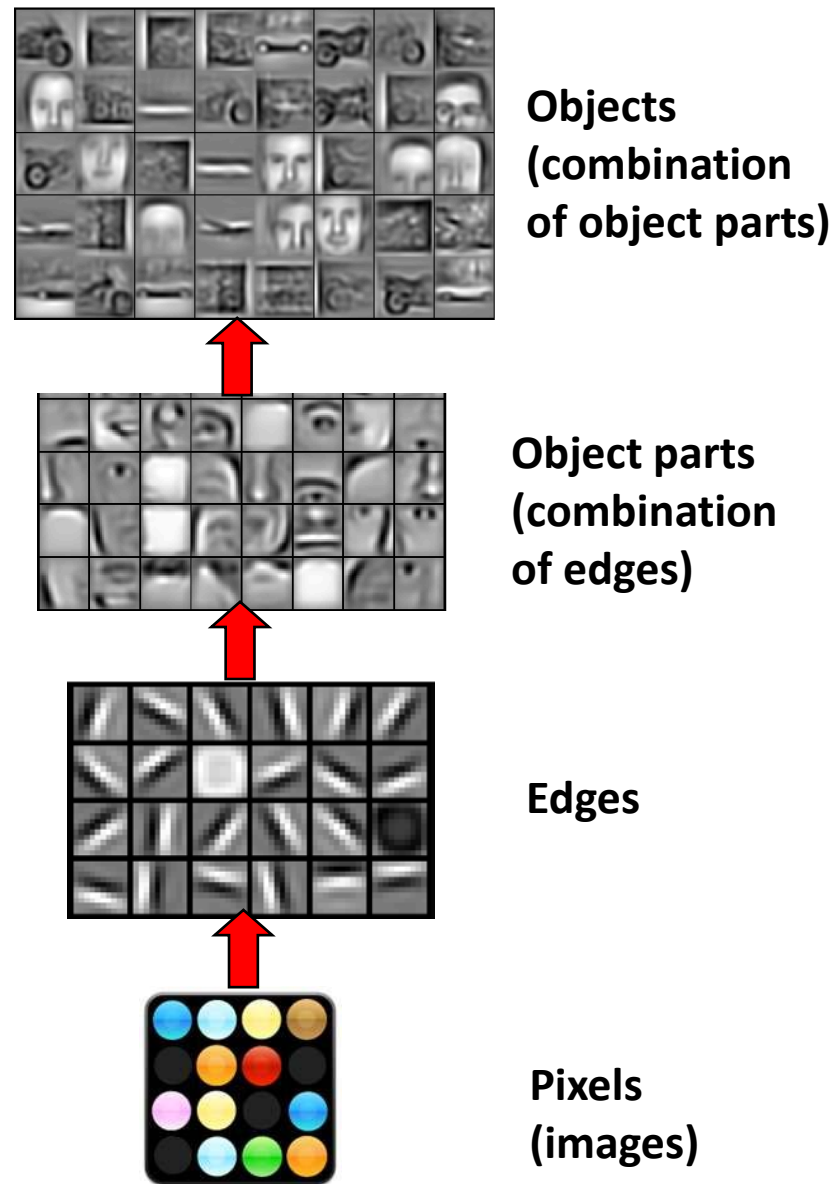 Objects
(combination
of object parts)
Object parts
(combination
of edges)
Edges
Pixels
(images)